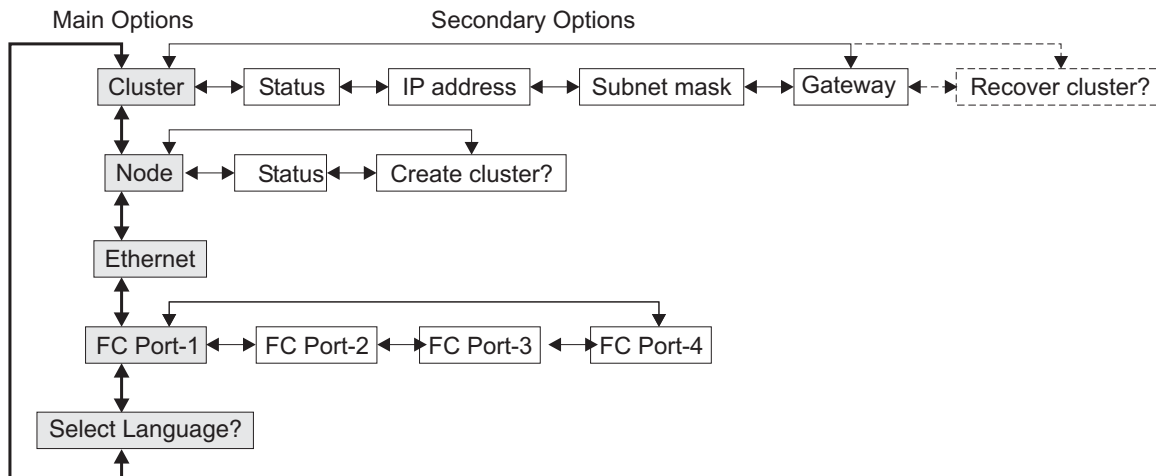 Main Options Secondary Options
Cluster Status IP address Subnet mask Gateway Recover cluster?
Node Status Create cluster?
Ethernet
FC Port-1 FC Port-2 FC Port-3 FC Port-4
Select Language?